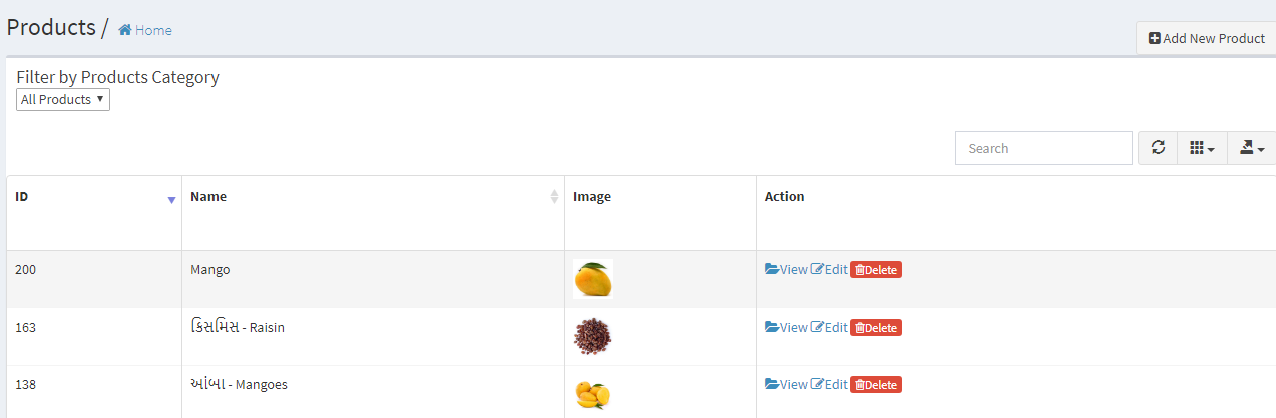 Products / Home
Add New Product
Filter by Products Category
All Products
Search
ID Name Image Action
200 Mango View Edit Delete
163 કિસમિસ - Raisin View Edit Delete
138 આંબા - Mangoes View Edit Delete